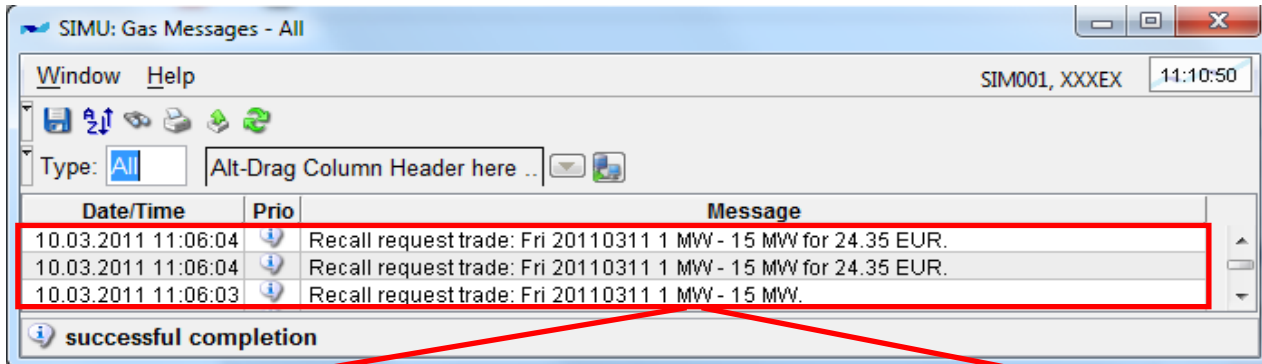 SIMU: Gas Messages - All
Window Help SIM001, XXXEX 11:10:50
Type: All Alt-Drag Column Header here ..
Date/Time Prio Message
10.03.2011 11:06:04 Recall request trade: Fri 20110311 1 MW - 15 MW for 24.35 EUR.
10.03.2011 11:06:04 Recall request trade: Fri 20110311 1 MW - 15 MW for 24.35 EUR.
10.03.2011 11:06:03 Recall request trade: Fri 20110311 1 MW - 15 MW.
successful completion